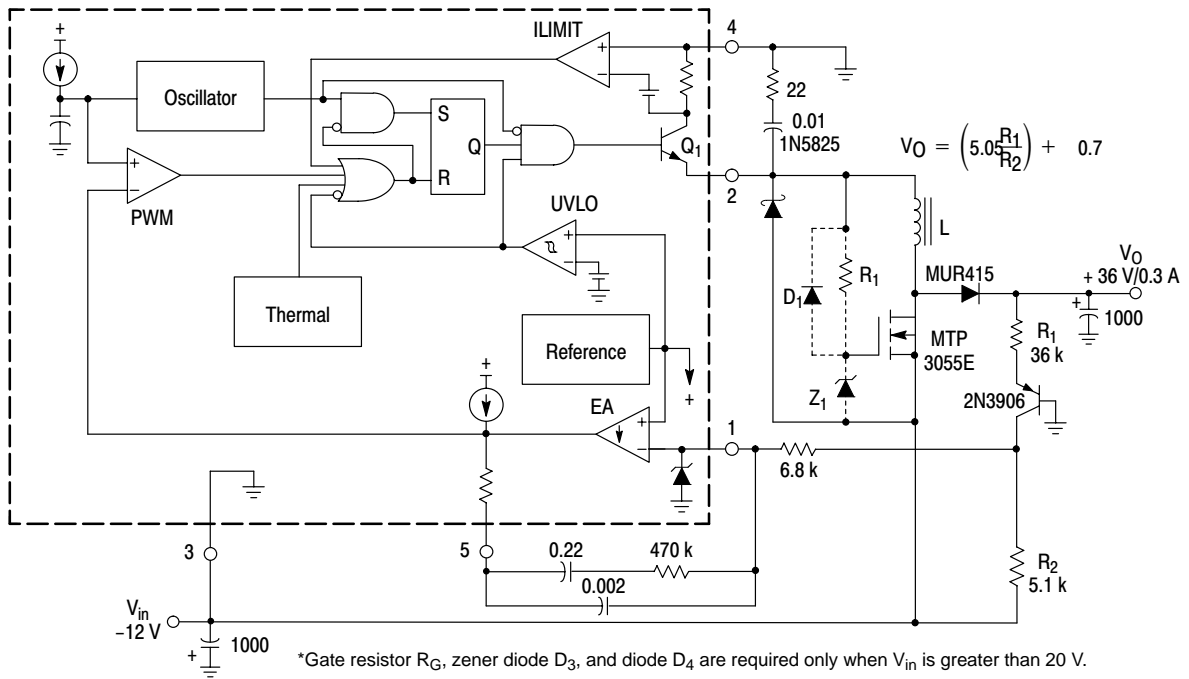 +
ILIMIT
+
−
4
Oscillator
22
0.01
1N5825
S
Q
R
Q1
VO = (5.05 R1/R2) + 0.7
+
−
PWM
2
UVLO
+
−
L
Thermal
D1
R1
MUR415
VO
+ 36 V/0.3 A
+
1000
Reference
+
MTP
3055E
R1
36 k
Z1
2N3906
+
EA
+
−
1
6.8 k
3
5
0.22
470 k
0.002
R2
5.1 k
Vin
−12 V
+
1000
*Gate resistor RG, zener diode D3, and diode D4 are required only when Vin is greater than 20 V.